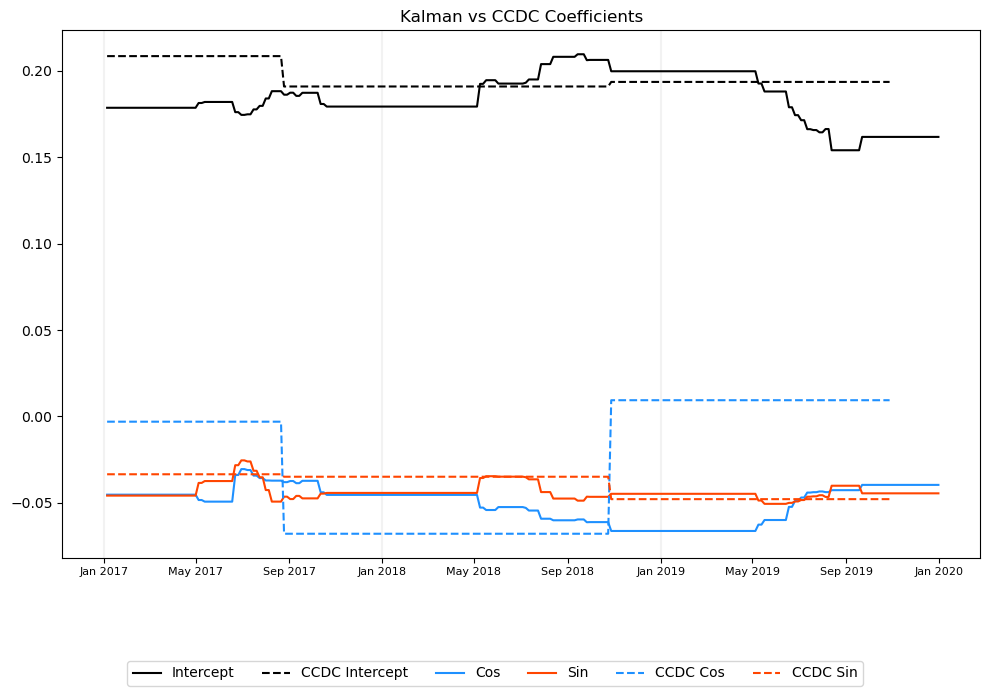 Kalman vs CCDC Coefficients
0.20
0.15
0.10
0.05
0.00
−0.05
Jan 2017 May 2017 Sep 2017 Jan 2018 May 2018 Sep 2018 Jan 2019 May 2019 Sep 2019 Jan 2020
Intercept CCDC Intercept Cos Sin CCDC Cos CCDC Sin